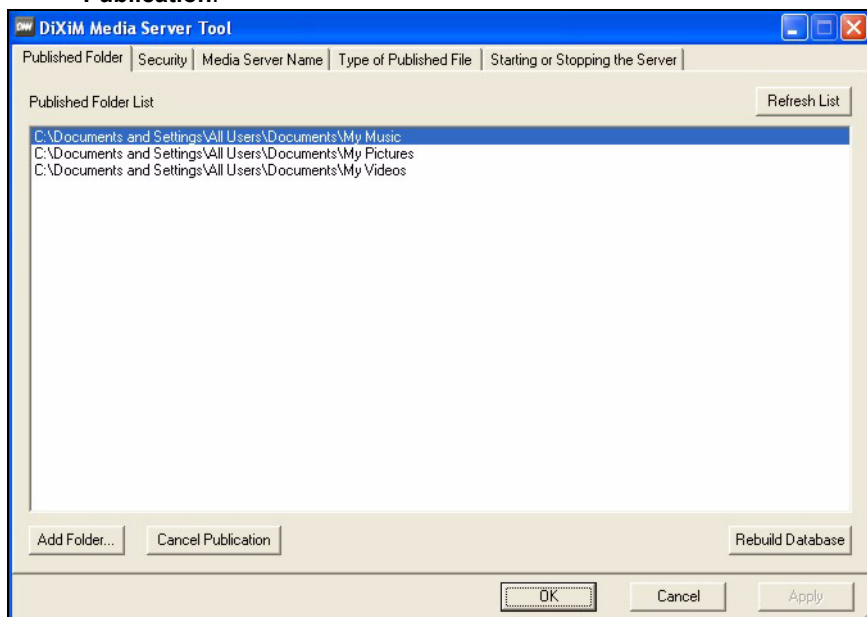 Publication.
DiXiM Media Server Tool
Published Folder Security Media Server Name Type of Published File Starting or Stopping the Server
Published Folder List Refresh List
C:\Documents and Settings\All Users\Documents\My Music
C:\Documents and Settings\All Users\Documents\My Pictures
C:\Documents and Settings\All Users\Documents\My Videos
Add Folder... Cancel Publication Rebuild Database
OK Cancel Apply